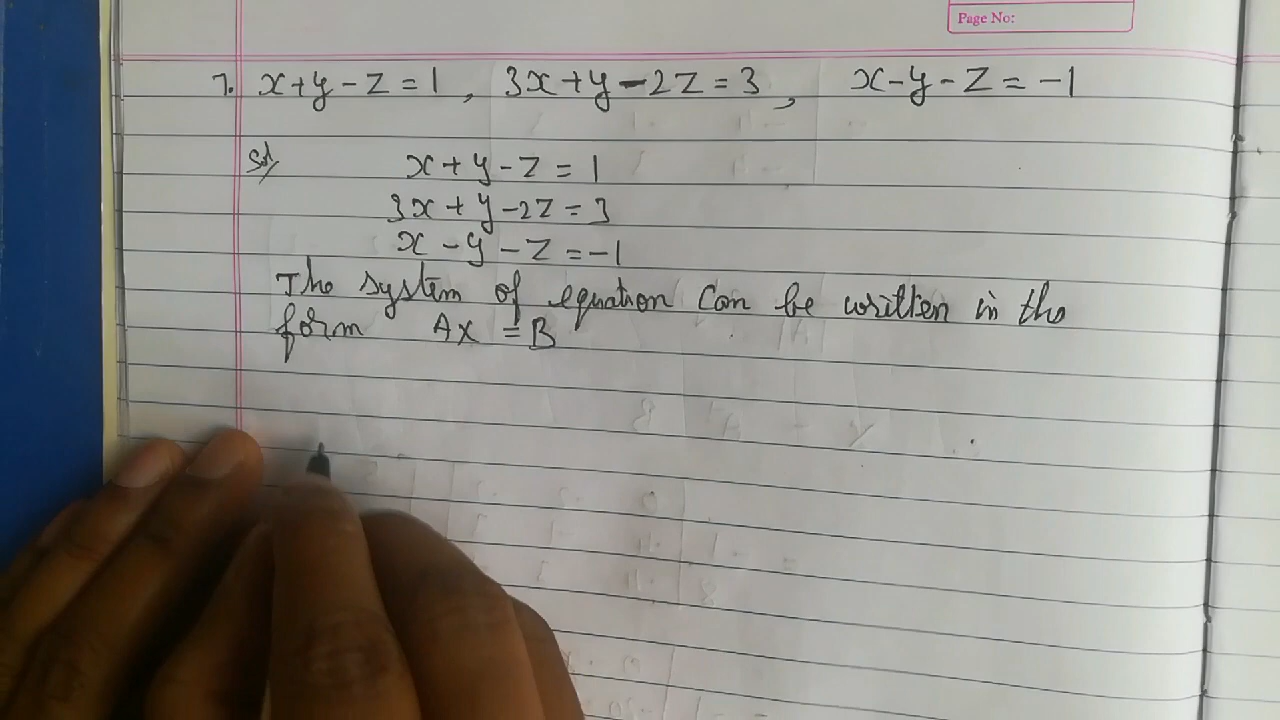 Page No:
7. x+y-z=1, 3x+y-2z=3, x-y-z=-1
Sol
x+y-z=1
3x+y-2z=3
x-y-z=-1
The system of equation can be written in the
form AX=B